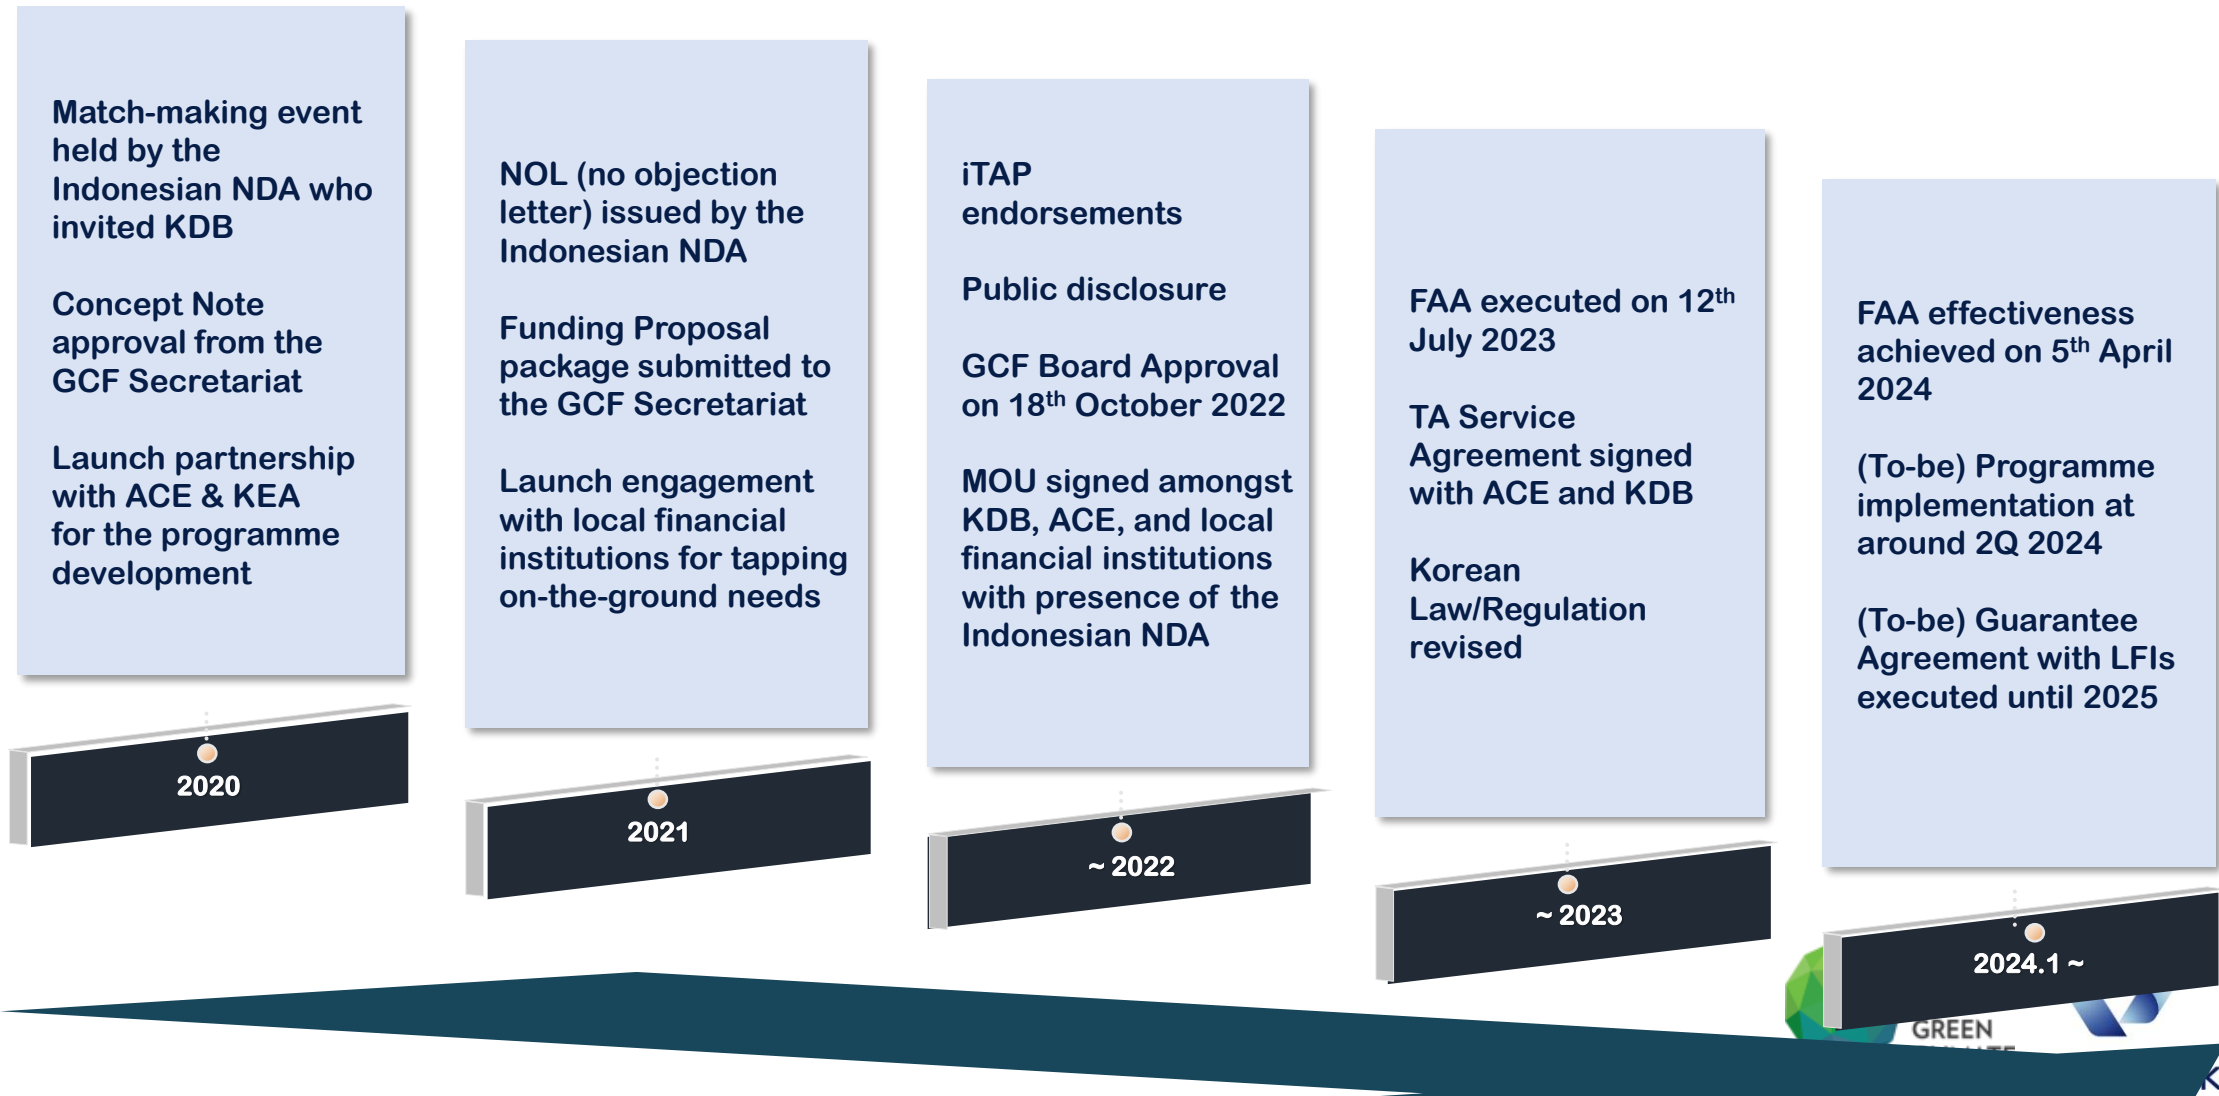 Match-making event
held by the
Indonesian NDA who
invited KDB
Concept Note
approval from the
GCF Secretariat
Launch partnership
with ACE & KEA
for the programme
development
2020
NOL (no objection
letter) issued by the
Indonesian NDA
Funding Proposal
package submitted to
the GCF Secretariat
Launch engagement
with local financial
institutions for tapping
on-the-ground needs
2021
iTAP
endorsements
Public disclosure
GCF Board Approval
on 18th October 2022
MOU signed amongst
KDB, ACE, and local
financial institutions
with presence of the
Indonesian NDA
~ 2022
FAA executed on 12th
July 2023
TA Service
Agreement signed
with ACE and KDB
Korean
Law/Regulation
revised
~ 2023
FAA effectiveness
achieved on 5th April
2024
(To-be) Programme
implementation at
around 2Q 2024
(To-be) Guarantee
Agreement with LFIs
executed until 2025
2024.1 ~
GREEN
K